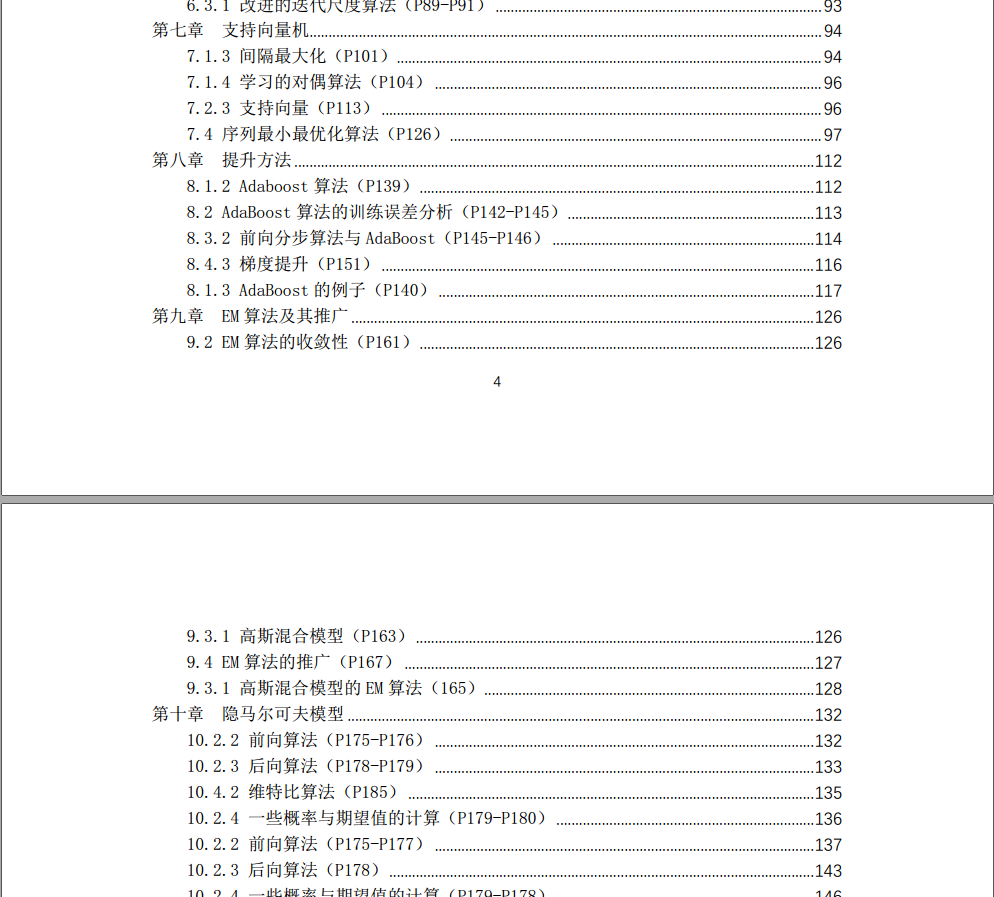 6.3.1 改进的迭代尺度算法（P89-P91）........93
第七章 支持向量机........94
7.1.3 间隔最大化（P101）........94
7.1.4 学习的对偶算法（P104）........96
7.2.3 支持向量（P113）........96
7.4 序列最小最优化算法（P126）........97
第八章 提升方法........112
8.1.2 Adaboost 算法（P139）........112
8.2 AdaBoost 算法的训练误差分析（P142-P145）........113
8.3.2 前向分步算法与 AdaBoost（P145-P146）........114
8.4.3 梯度提升（P151）........116
8.1.3 AdaBoost 的例子（P140）........117
第九章 EM 算法及其推广........126
9.2 EM 算法的收敛性（P161）........126
4
9.3.1 高斯混合模型（P163）........126
9.4 EM 算法的推广（P167）........127
9.3.1 高斯混合模型的 EM 算法（165）........128
第十章 隐马尔可夫模型........132
10.2.2 前向算法（P175-P176）........132
10.2.3 后向算法（P178-P179）........133
10.4.2 维特比算法（P185）........135
10.2.4 一些概率与期望值的计算（P179-P180）........136
10.2.2 前向算法（P175-P177）........137
10.2.3 后向算法（P178）........143
10.2.4 一些概率与期望值的计算（P179-P178）........146